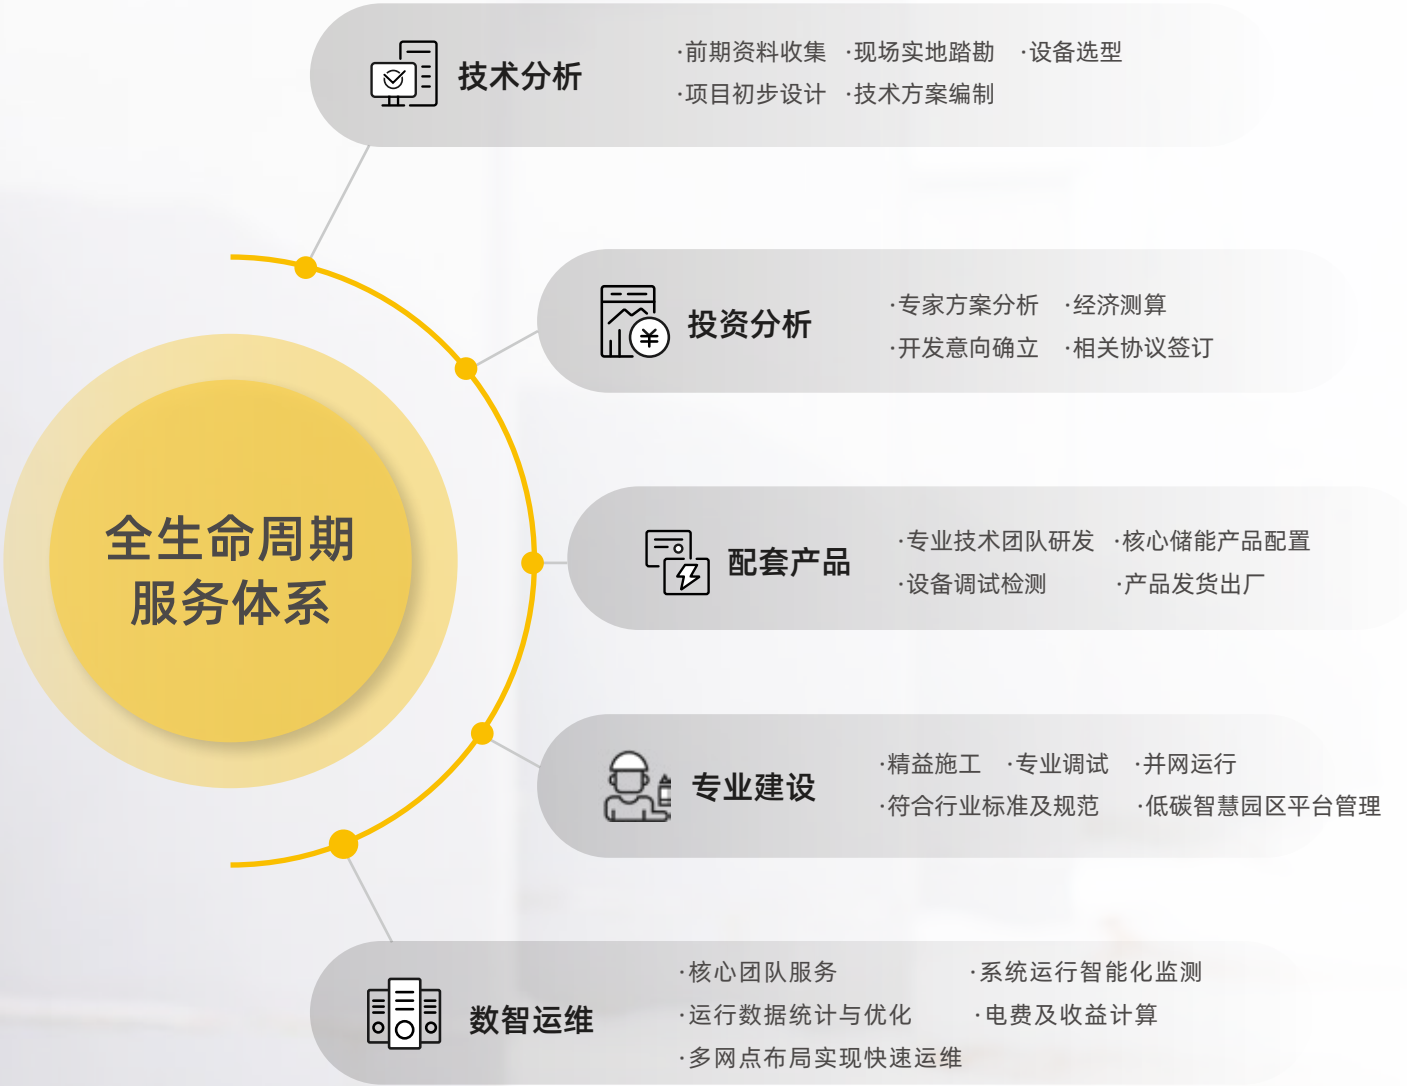 技术分析
·前期资料收集 ·现场实地踏勘 ·设备选型
·项目初步设计 ·技术方案编制
投资分析
·专家方案分析 ·经济测算
·开发意向确立 ·相关协议签订
全生命周期
服务体系
配套产品
·专业技术团队研发 ·核心储能产品配置
·设备调试检测 ·产品发货出厂
专业建设
·精益施工 ·专业调试 ·并网运行
·符合行业标准及规范 ·低碳智慧园区平台管理
数智运维
·核心团队服务 ·系统运行智能化监测
·运行数据统计与优化 ·电费及收益计算
·多网点布局实现快速运维